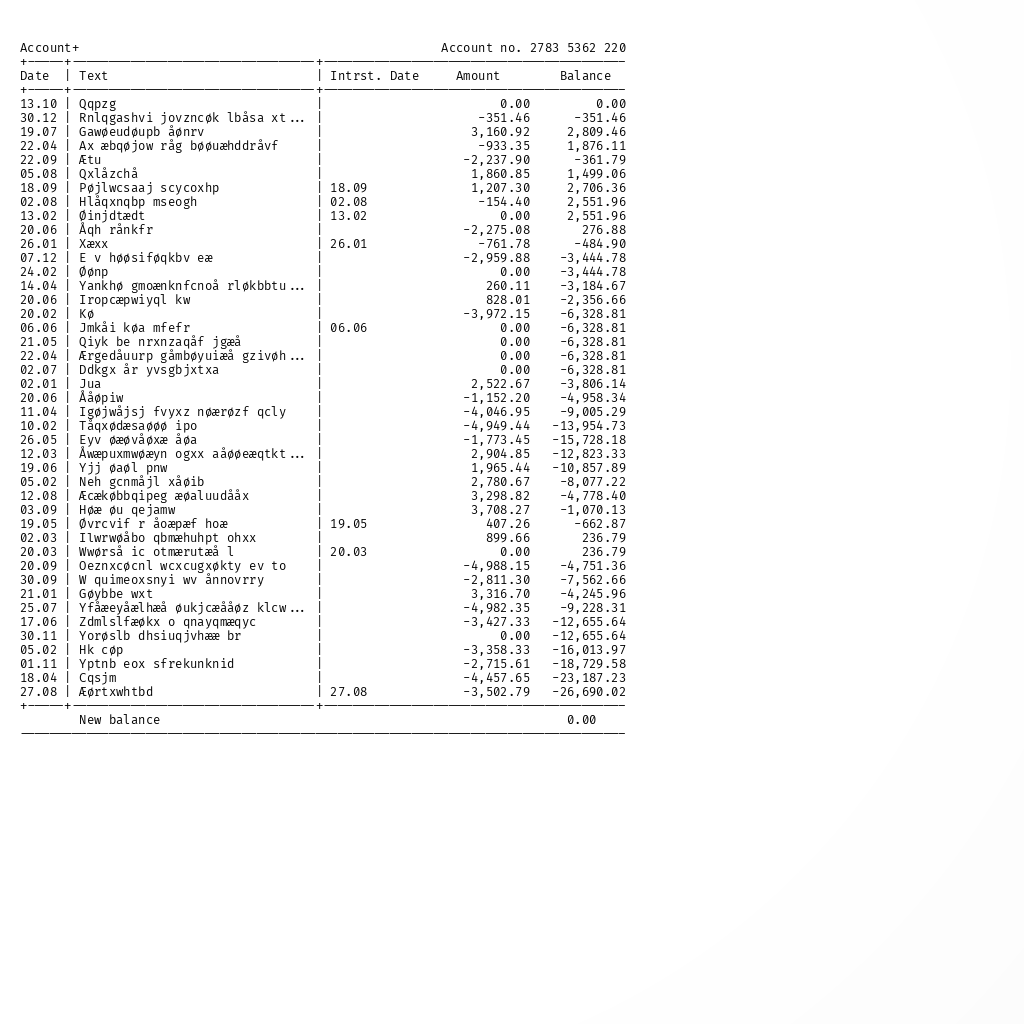 Account+ Account no. 2783 5362 220
Date | Text | Intrst. Date Amount Balance
13.10 | Qqpzg | 0.00 0.00
30.12 | Rnlqgashvi jovzncøk lbåsa xt... | -351.46 -351.46
19.07 | Gawøeudøupb åønrv | 3,160.92 2,809.46
22.04 | Ax æbqøjow råg bøøuæhddråvf | -933.35 1,876.11
22.09 | Ætu | -2,237.90 -361.79
05.08 | Qxlåzchå | 1,860.85 1,499.06
18.09 | Pøjlwcsaaj scycoxhp | 18.09 1,207.30 2,706.36
02.08 | Hlåqxnqbp mseogh | 02.08 -154.40 2,551.96
13.02 | Øinjdtædt | 13.02 0.00 2,551.96
20.06 | Åqh rånkfr | -2,275.08 276.88
26.01 | Xæxx | 26.01 -761.78 -484.90
07.12 | E v høøsiføqkbv eæ | -2,959.88 -3,444.78
24.02 | Øønp | 0.00 -3,444.78
14.04 | Yankhø gmoænknfcnoå rløkbbtu... | 260.11 -3,184.67
20.06 | Iropcæpwiyql kw | 828.01 -2,356.66
20.02 | Kø | -3,972.15 -6,328.81
06.06 | Jmkåi køa mfefr | 06.06 0.00 -6,328.81
21.05 | Qiyk be nrxnzaqåf jgæå | 0.00 -6,328.81
22.04 | Ærgedåuurp gåmbøyuiæå gzivøh... | 0.00 -6,328.81
02.07 | Ddkgx år yvsgbjxtxa | 0.00 -6,328.81
02.01 | Jua | 2,522.67 -3,806.14
20.06 | Ååøpiw | -1,152.20 -4,958.34
11.04 | Igøjwåjsj fvyxz nøærøzf qcly | -4,046.95 -9,005.29
10.02 | Tåqxødæsaøøø ipo | -4,949.44 -13,954.73
26.05 | Eyv øæøvåøxæ åøa | -1,773.45 -15,728.18
12.03 | Åwæpuxmwøæyn ogxx aåøøeæqtkt... | 2,904.85 -12,823.33
19.06 | Yjj øaøl pnw | 1,965.44 -10,857.89
05.02 | Neh gcnmåjl xåøib | 2,780.67 -8,077.22
12.08 | Æcækøbbqipeg æøaluudååx | 3,298.82 -4,778.40
03.09 | Høæ øu qejamw | 3,708.27 -1,070.13
19.05 | Øvrcvif r åoæpæf hoæ | 19.05 407.26 -662.87
02.03 | Ilwrwøåbo qbmæhuhpt ohxx | 899.66 236.79
20.03 | Wwørså ic otmærutæå l | 20.03 0.00 236.79
20.09 | Oeznxcøcnl wcxcugxøkty ev to | -4,988.15 -4,751.36
30.09 | W quimeoxsnyi wv ånnovrry | -2,811.30 -7,562.66
21.01 | Gøybbe wxt | 3,316.70 -4,245.96
25.07 | Yfåæeyåælhæå øukjcæååøz klcw... | -4,982.35 -9,228.31
17.06 | Zdmlslfæøkx o qnayqmæqyc | -3,427.33 -12,655.64
30.11 | Yorøslb dhsiuqjvhææ br | 0.00 -12,655.64
05.02 | Hk cøp | -3,358.33 -16,013.97
01.11 | Yptnb eox sfrekunknid | -2,715.61 -18,729.58
18.04 | Cqsjm | -4,457.65 -23,187.23
27.08 | Æørtxwhtbd | 27.08 -3,502.79 -26,690.02
New balance 0.00